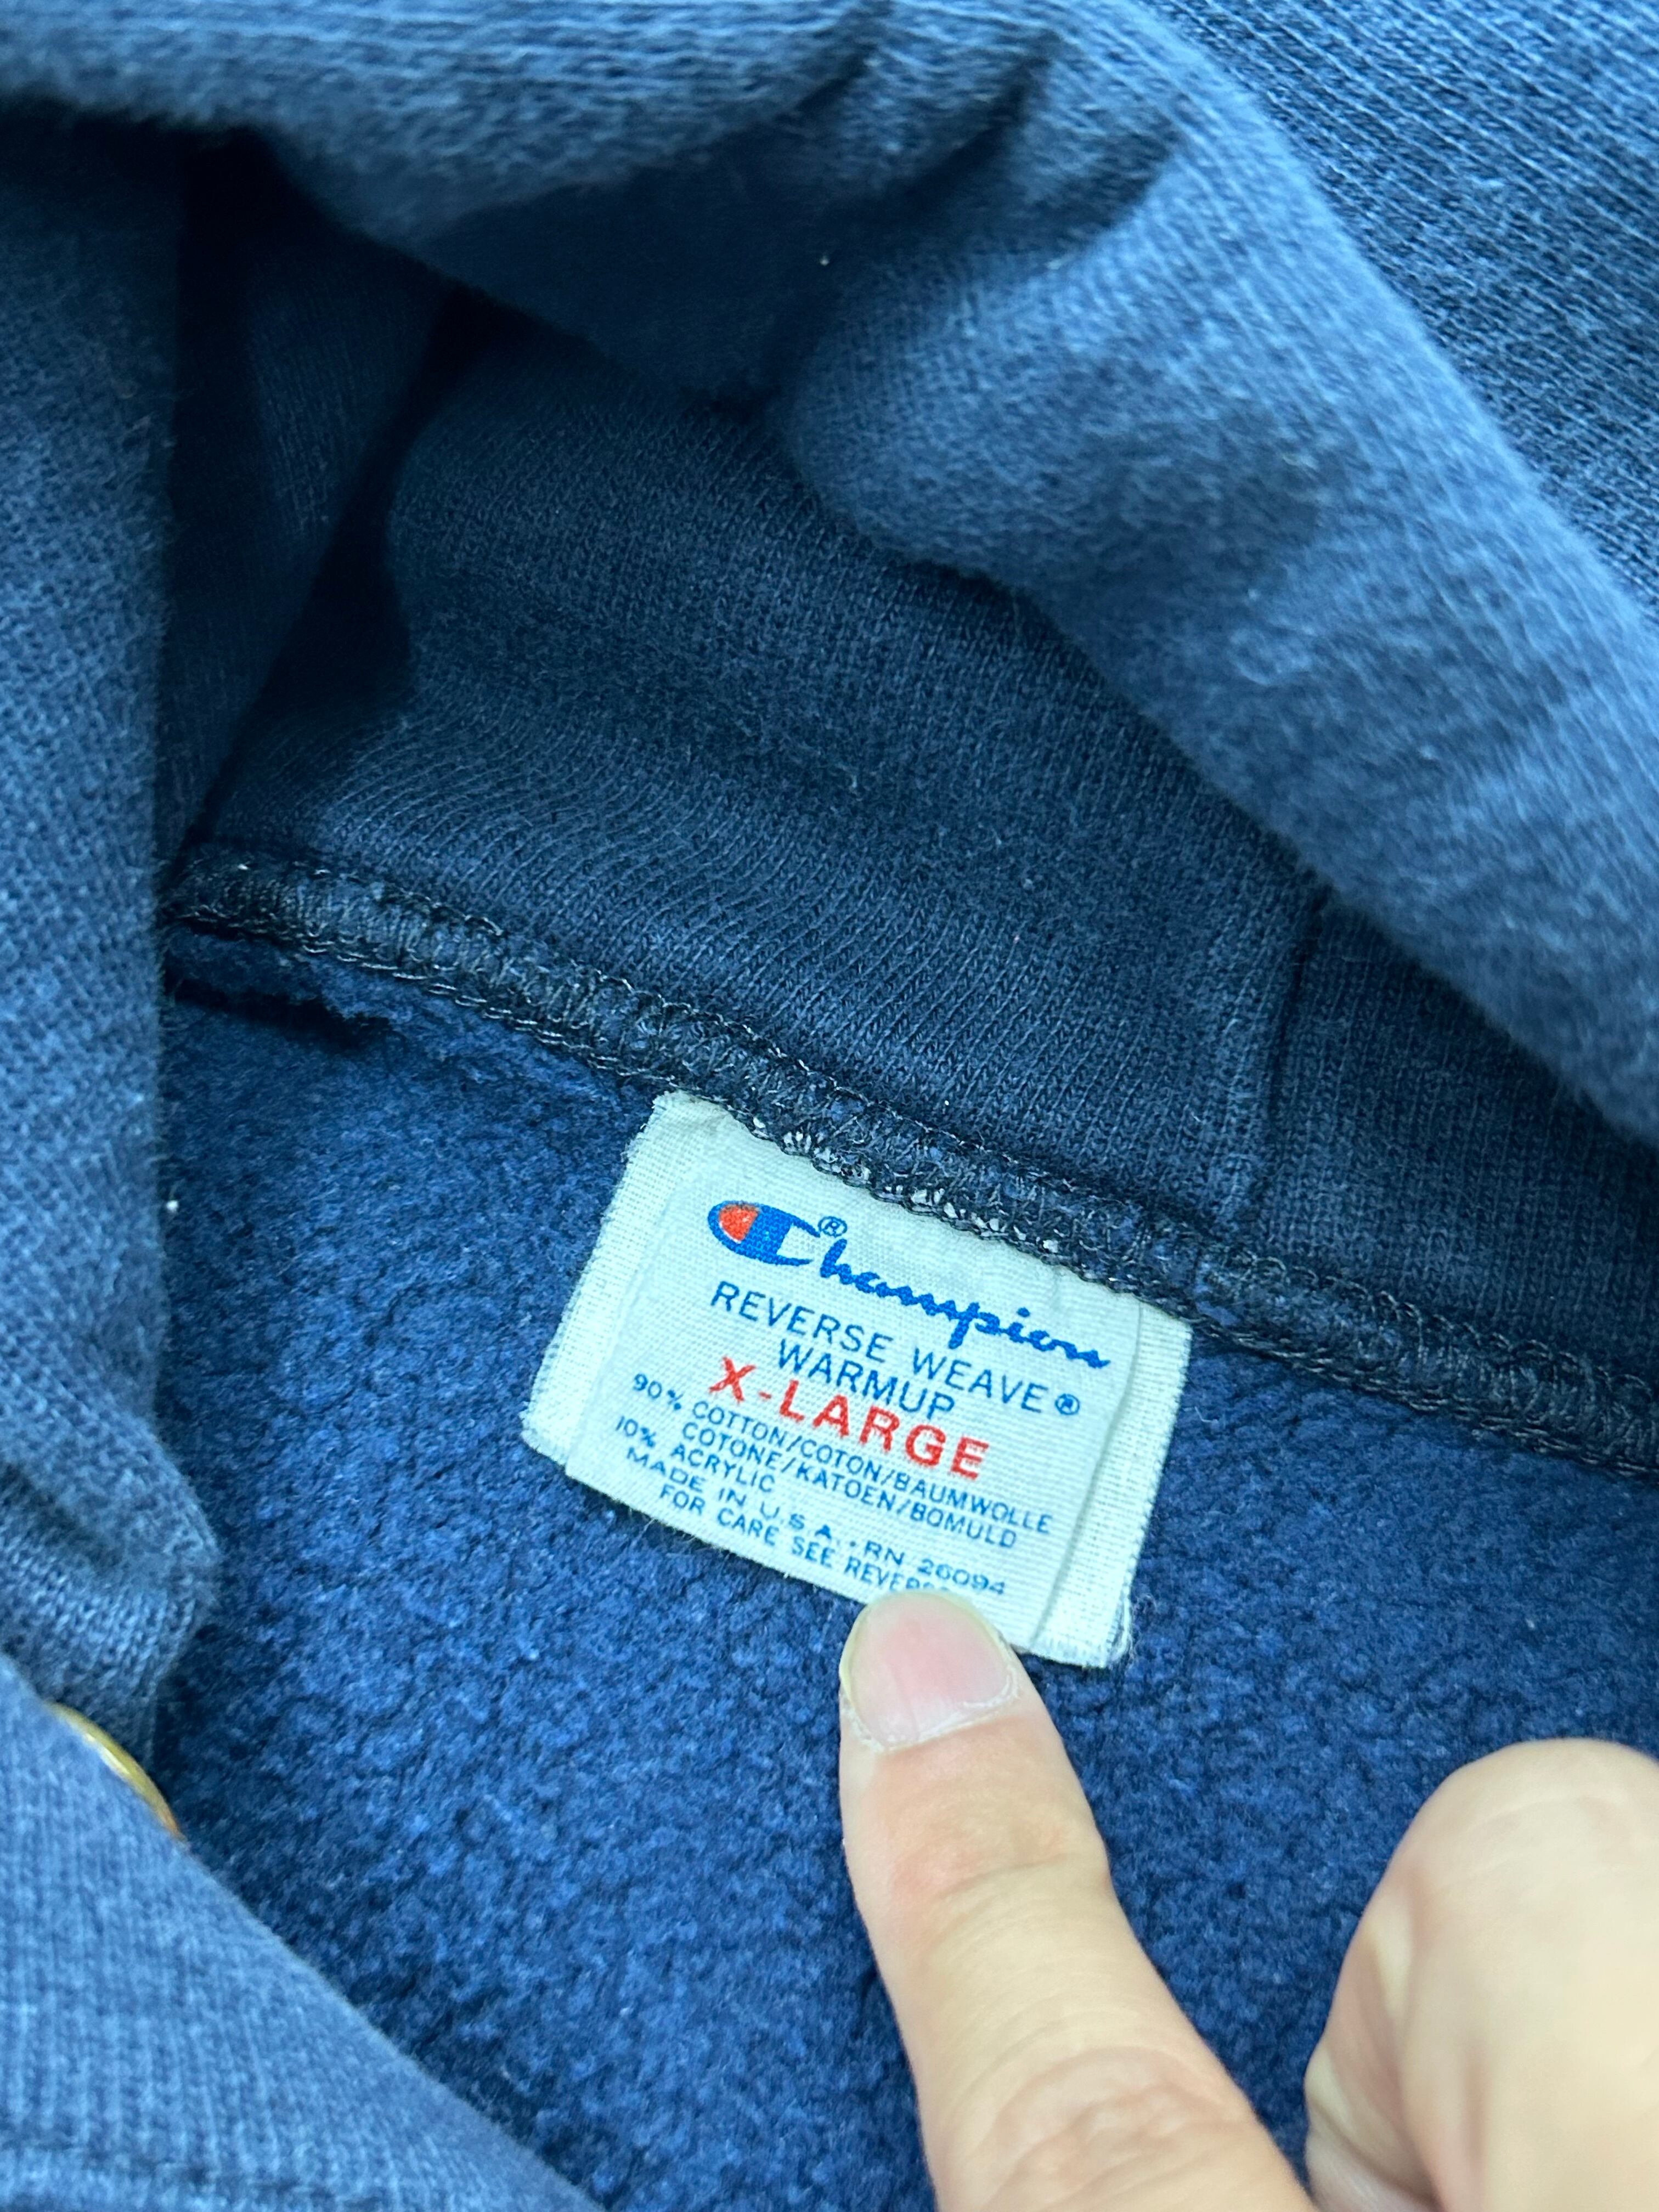 Champion®
REVERSE WEAVE®
WARMUP
X-LARGE
90% COTTON/COTON/BAUMWOLLE
COTONE/KATOEN/BOMULD
10% ACRYLIC
MADE IN U.S.A. • RN 26094
FOR CARE SEE